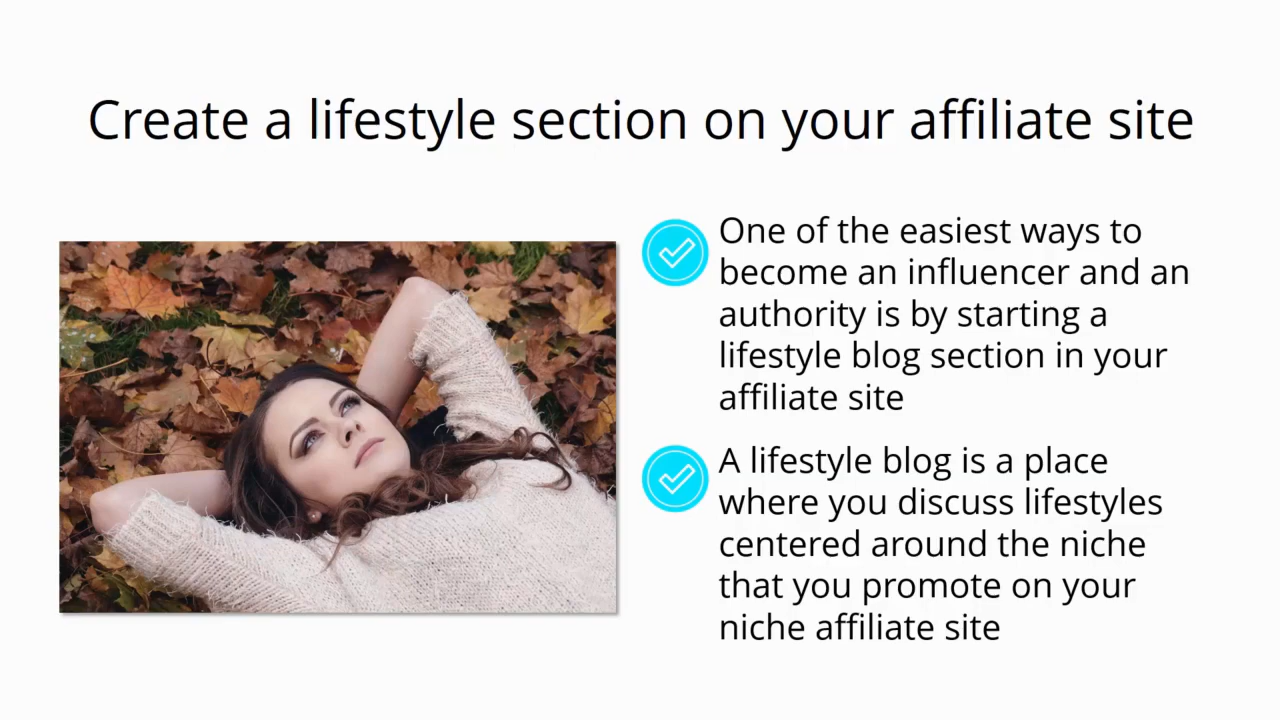 Create a lifestyle section on your affiliate site
One of the easiest ways to
become an influencer and an
authority is by starting a
lifestyle blog section in your
affiliate site
A lifestyle blog is a place
where you discuss lifestyles
centered around the niche
that you promote on your
niche affiliate site